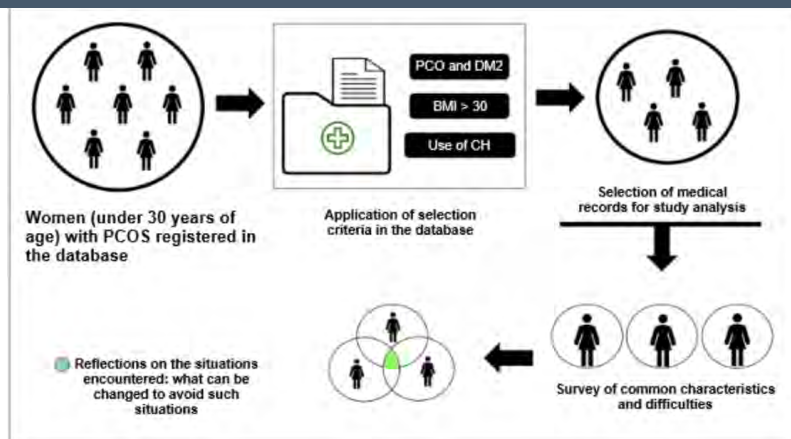 PCO and DM2
BMI > 30
Use of CH
Women (under 30 years of
age) with PCOS registered in
the database
Application of selection
criteria in the database
Selection of medical
records for study analysis
Survey of common characteristics
and difficulties
Reflections on the situations
encountered: what can be
changed to avoid such
situations